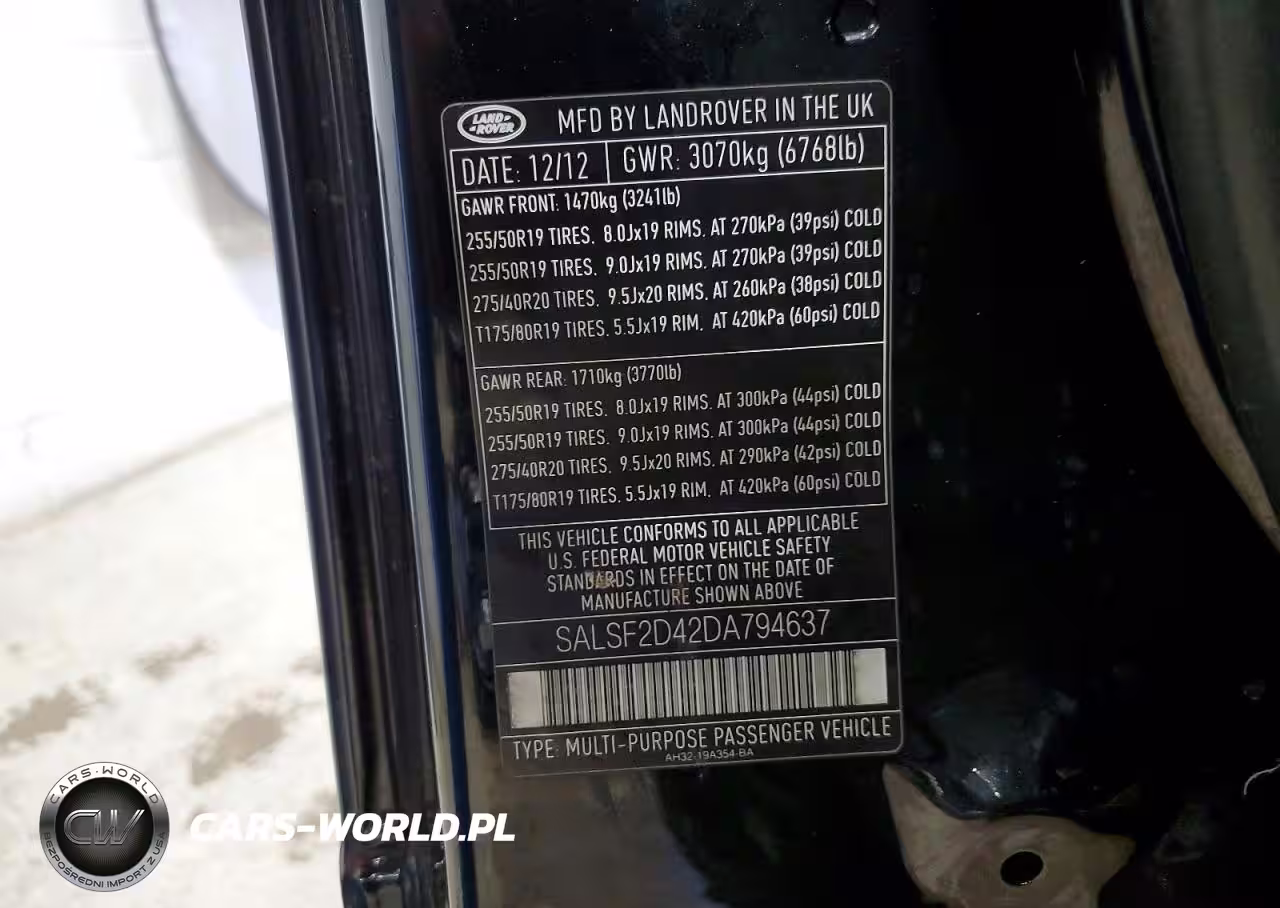 LAND-
-ROVER
MFD BY LANDROVER IN THE UK
DATE: 12/12 GWR: 3070kg (6768lb)
GAWR FRONT: 1470kg (3241lb)
255/50R19 TIRES. 8.0Jx19 RIMS. AT 270kPa (39psi) COLD
255/50R19 TIRES. 9.0Jx19 RIMS. AT 270kPa (39psi) COLD
275/40R20 TIRES. 9.5Jx20 RIMS. AT 260kPa (38psi) COLD
T175/80R19 TIRES. 5.5Jx19 RIM. AT 420kPa (60psi) COLD
GAWR REAR: 1710kg (3770lb)
255/50R19 TIRES. 8.0Jx19 RIMS. AT 300kPa (44psi) COLD
255/50R19 TIRES. 9.0Jx19 RIMS. AT 300kPa (44psi) COLD
275/40R20 TIRES. 9.5Jx20 RIMS. AT 290kPa (42psi) COLD
T175/80R19 TIRES. 5.5Jx19 RIM. AT 420kPa (60psi) COLD
THIS VEHICLE CONFORMS TO ALL APPLICABLE
U.S. FEDERAL MOTOR VEHICLE SAFETY
STANDARDS IN EFFECT ON THE DATE OF
MANUFACTURE SHOWN ABOVE
SALSF2D42DA794637
TYPE: MULTI-PURPOSE PASSENGER VEHICLE
AH32-19A354-BA
CARS-WORLD
CW
BEZPOŚREDNI IMPORT Z USA
CARS-WORLD.PL